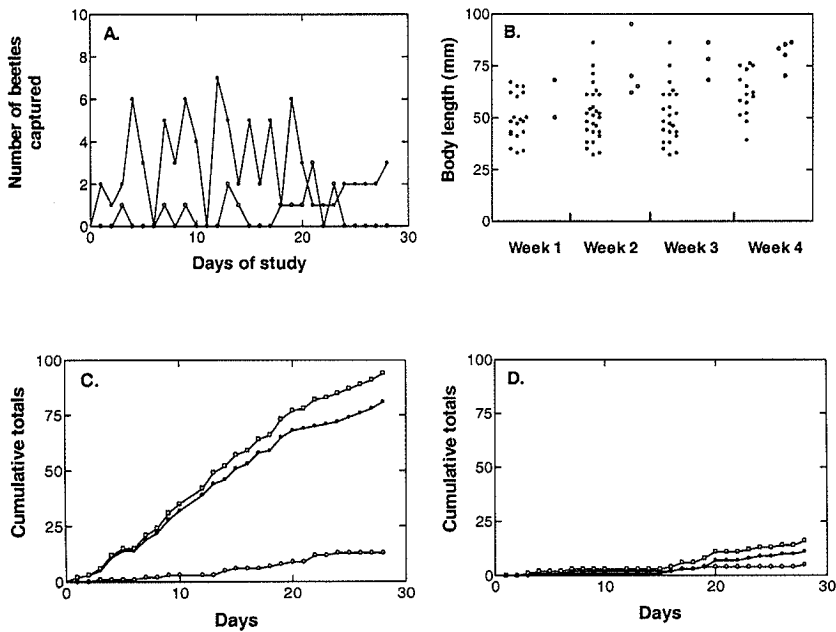 A.
Number of beetles
captured
10
8
6
4
2
0
0 10 20 30
Days of study
B.
Body length (mm)
100
75
50
25
0
Week 1 Week 2 Week 3 Week 4
C.
Cumulative totals
100
75
50
25
0
10 20 30
Days
D.
Cumulative totals
100
75
50
25
0
0 10 20 30
Days